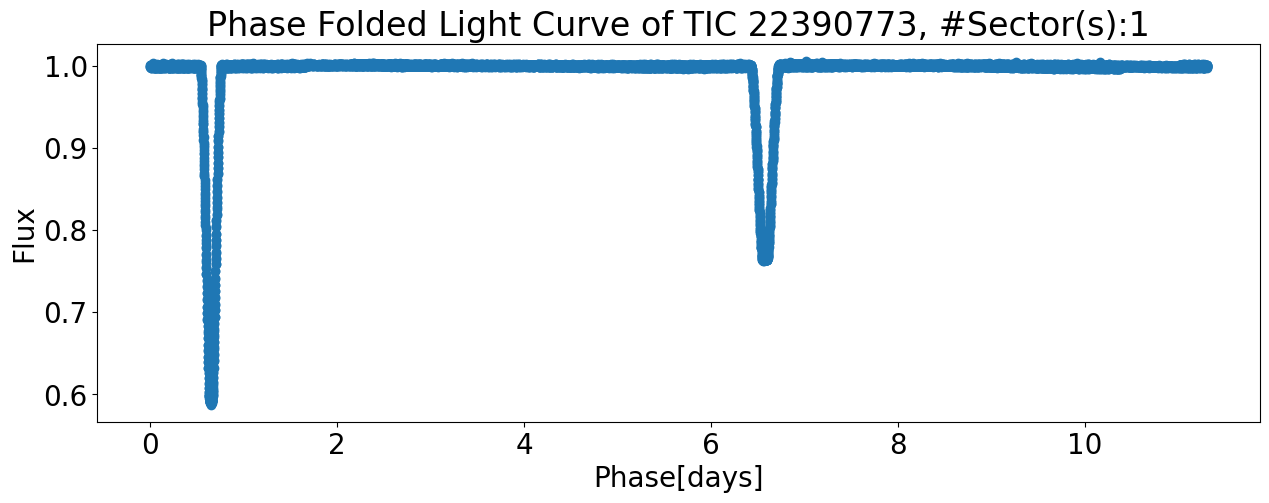 Phase Folded Light Curve of TIC 22390773, #Sector(s):1
1.0
0.9
0.8
0.7
0.6
Flux
0 2 4 6 8 10
Phase[days]